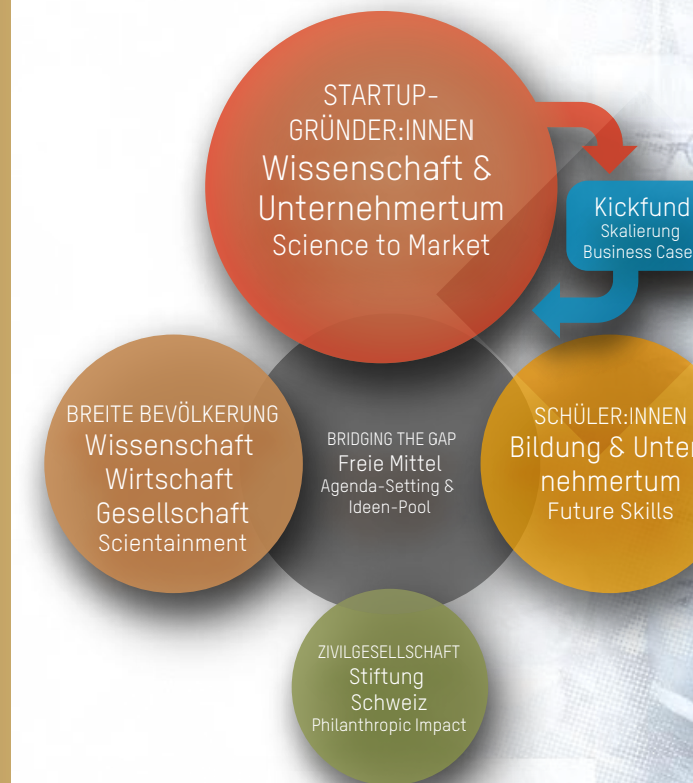 STARTUP-
GRÜNDER:INNEN
Wissenschaft &
Unternehmertum
Science to Market
Kickfund
Skalierung
Business Case
BREITE BEVÖLKERUNG
Wissenschaft
Wirtschaft
Gesellschaft
Scientainment
BRIDGING THE GAP
Freie Mittel
Agenda-Setting &
Ideen-Pool
SCHÜLER:INNEN
Bildung & Unter
nehmertum
Future Skills
ZIVILGESELLSCHAFT
Stiftung
Schweiz
Philanthropic Impact